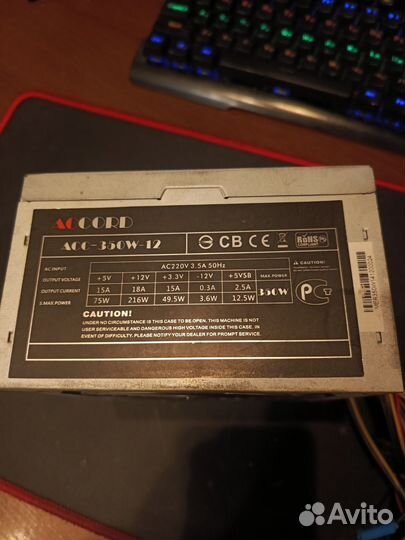 ACCORD
ACC-350W-12
CB CE RoHS COMPLIANT CAUTION!
AC INPUT AC220V 3.5A 50Hz MAX POWER
OUTPUT VOLTAGE +5V +12V +3.3V -12V +5VSB
OUTPUT CURRENT 15A 18A 15A 0.3A 2.5A 350W
S.MAX POWER 75W 216W 49.5W 3.6W 12.5W
CAUTION!
UNDER NO CIRCUMSTANCE IS THIS CASE TO BE OPEN, THIS MACHINE IS NOT
USER SERVICEABLE AND DANGEROUS HIGH VOLTAGE INSIDE THIS CASE. IN
EVENT OF DIFFICULTY. PLEASE NOTIFY YOUR DEALER FOR PROMPT SERVICE.
Avito